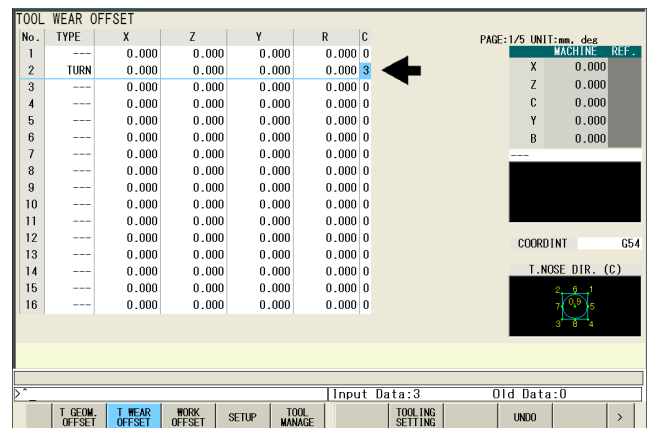 TOOL WEAR OFFSET
No. TYPE X Z Y R C
1 --- 0.000 0.000 0.000 0.000 0
2 TURN 0.000 0.000 0.000 0.000 3
3 --- 0.000 0.000 0.000 0.000 0
4 --- 0.000 0.000 0.000 0.000 0
5 --- 0.000 0.000 0.000 0.000 0
6 --- 0.000 0.000 0.000 0.000 0
7 --- 0.000 0.000 0.000 0.000 0
8 --- 0.000 0.000 0.000 0.000 0
9 --- 0.000 0.000 0.000 0.000 0
10 --- 0.000 0.000 0.000 0.000 0
11 --- 0.000 0.000 0.000 0.000 0
12 --- 0.000 0.000 0.000 0.000 0
13 --- 0.000 0.000 0.000 0.000 0
14 --- 0.000 0.000 0.000 0.000 0
15 --- 0.000 0.000 0.000 0.000 0
16 --- 0.000 0.000 0.000 0.000 0
PAGE:1/5 UNIT:mm, deg
MACHINE REF.
X 0.000
Z 0.000
C 0.000
Y 0.000
B 0.000
---
COORDINT G54
T.NOSE DIR. (C)
2 6 1
7 0,9 5
3 8 4
>^_
Input Data:3 Old Data:0
T GEOM. OFFSET
T WEAR OFFSET
WORK OFFSET
SETUP
TOOL MANAGE
TOOLING SETTING
UNDO
>